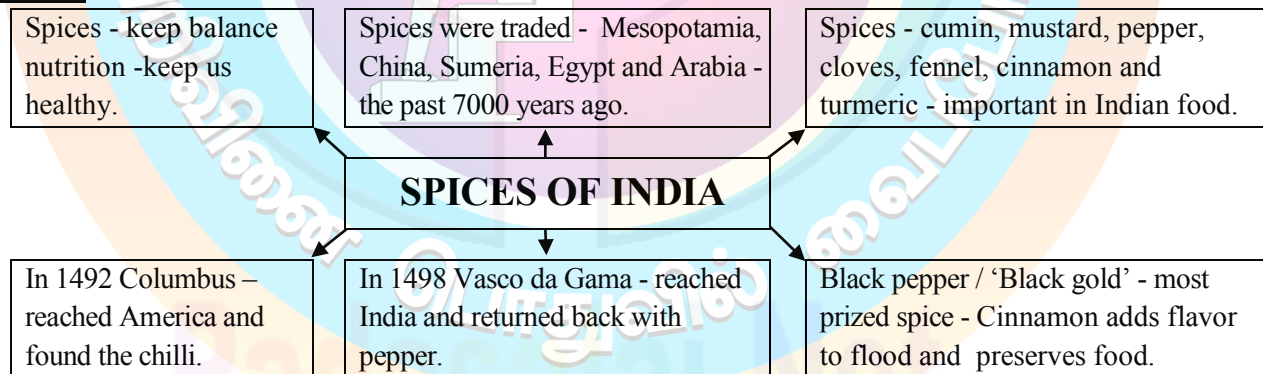 Spices - keep balance
nutrition -keep us
healthy.
Spices were traded - Mesopotamia,
China, Sumeria, Egypt and Arabia -
the past 7000 years ago.
Spices - cumin, mustard, pepper,
cloves, fennel, cinnamon and
turmeric - important in Indian food.
SPICES OF INDIA
In 1492 Columbus –
reached America and
found the chilli.
In 1498 Vasco da Gama - reached
India and returned back with
pepper.
Black pepper / ‘Black gold’ - most
prized spice - Cinnamon adds flavor
to flood and preserves food.